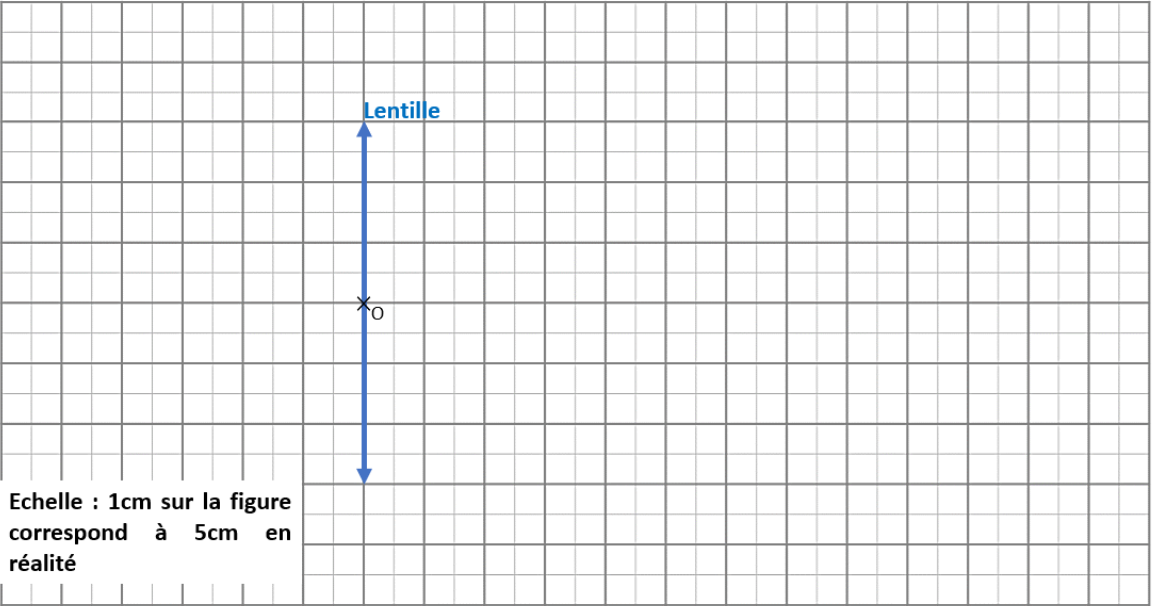 Lentille
O
Echelle : 1cm sur la figure
correspond à 5cm en
réalité